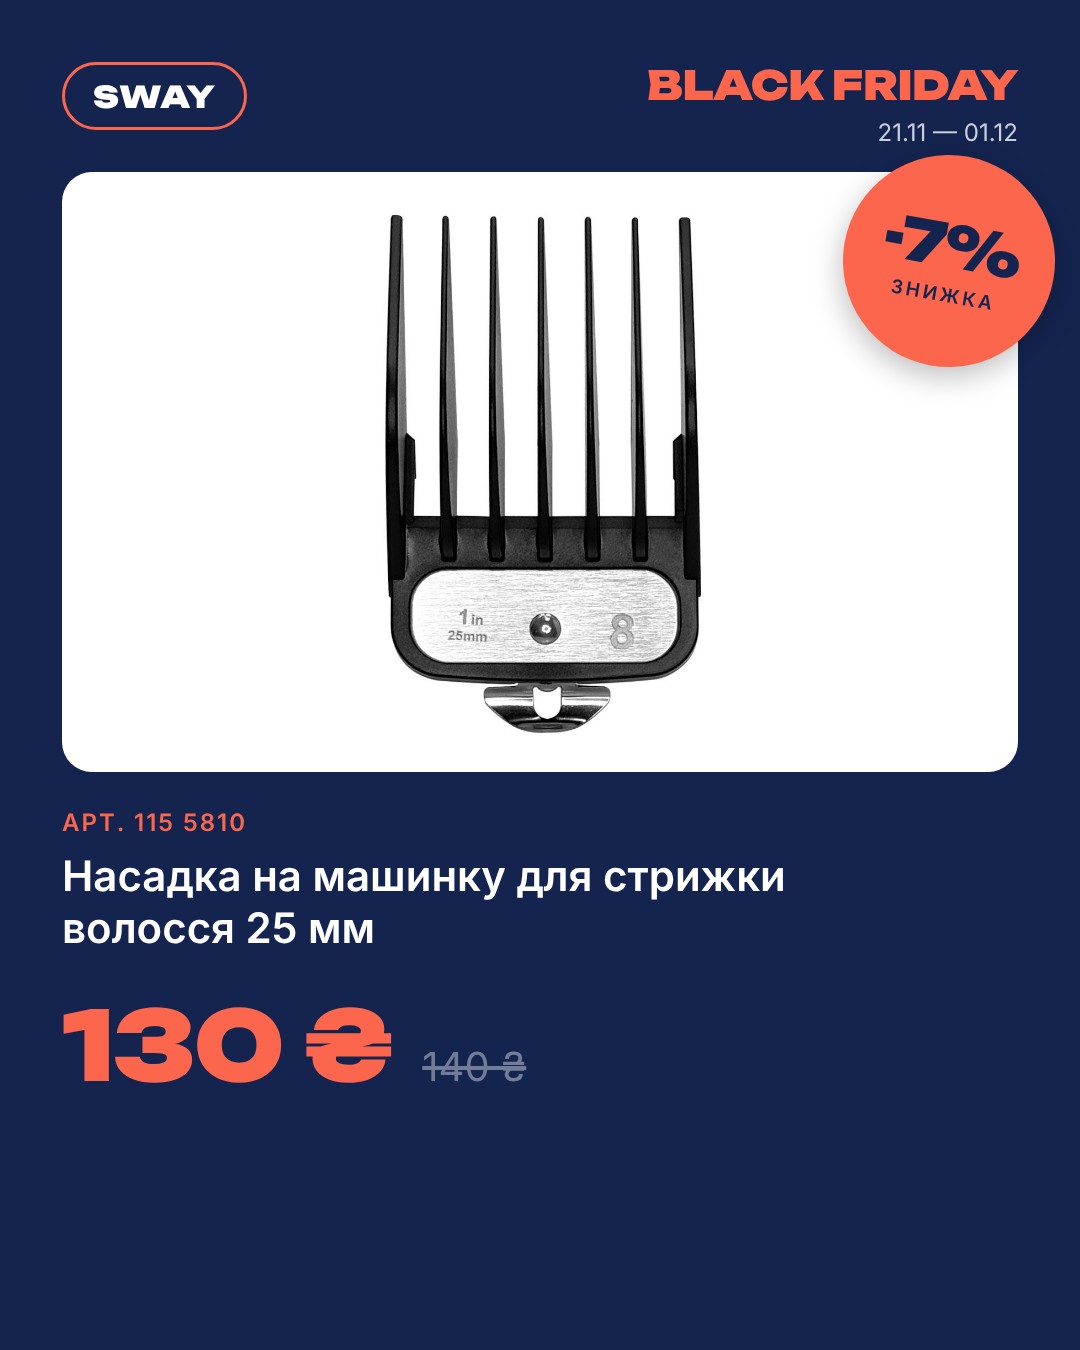 SWAY
BLACK FRIDAY
21.11 — 01.12
-7%
ЗНИЖКА
1 in
25mm
8
АРТ. 115 5810
Насадка на машинку для стрижки
волосся 25 мм
130 ₴ 140 ₴